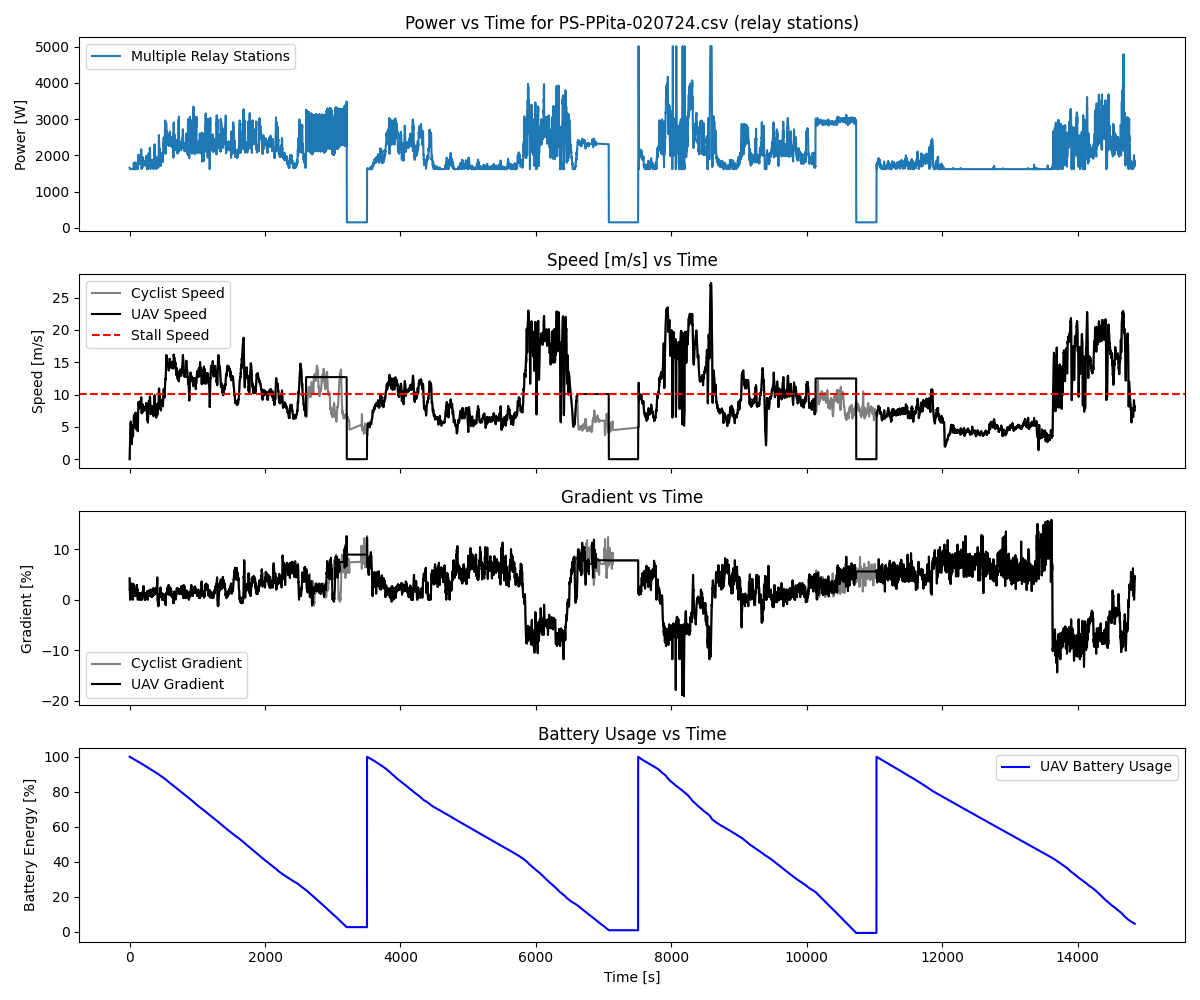 Power vs Time for PS-PPita-020724.csv (relay stations)
Power [W]
5000
4000
3000
2000
1000
0
Multiple Relay Stations
Speed [m/s] vs Time
Speed [m/s]
25
20
15
10
5
0
Cyclist Speed
UAV Speed
Stall Speed
Gradient vs Time
Gradient [%]
10
0
−10
−20
Cyclist Gradient
UAV Gradient
Battery Usage vs Time
Battery Energy [%]
100
80
60
40
20
0
UAV Battery Usage
0 2000 4000 6000 8000 10000 12000 14000
Time [s]